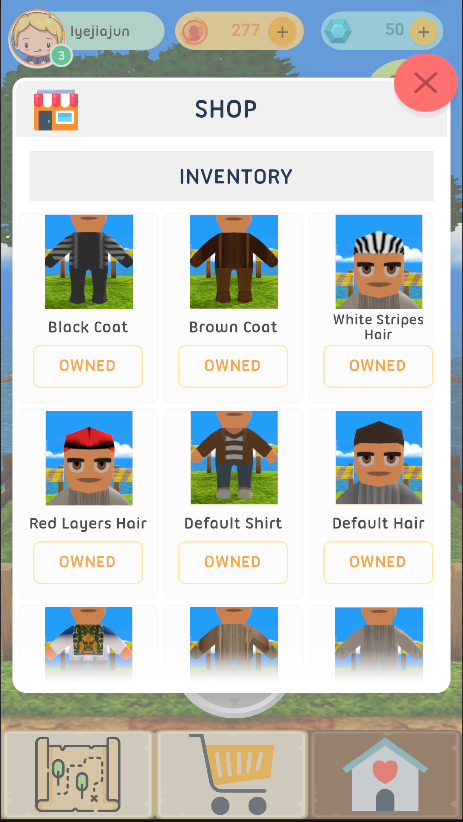 lyejiajun
277
+
50
+
3
SHOP
INVENTORY
Black Coat
Brown Coat
White Stripes
Hair
OWNED
OWNED
OWNED
Red Layers Hair
Default Shirt
Default Hair
OWNED
OWNED
OWNED